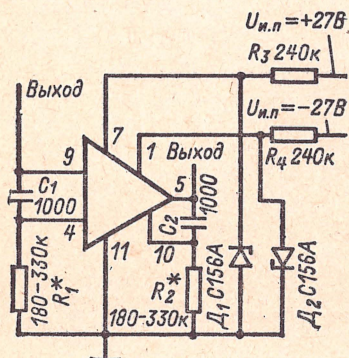 Uи.п=+27В
R3 240к
Выход
Uи.п=−27В
7
1
Выход
R4 240к
9
5
C1
1000
C2
1000
4
11
10
180-330к
R1*
R2*
180-330к
Д1 С156А
Д2 С156А